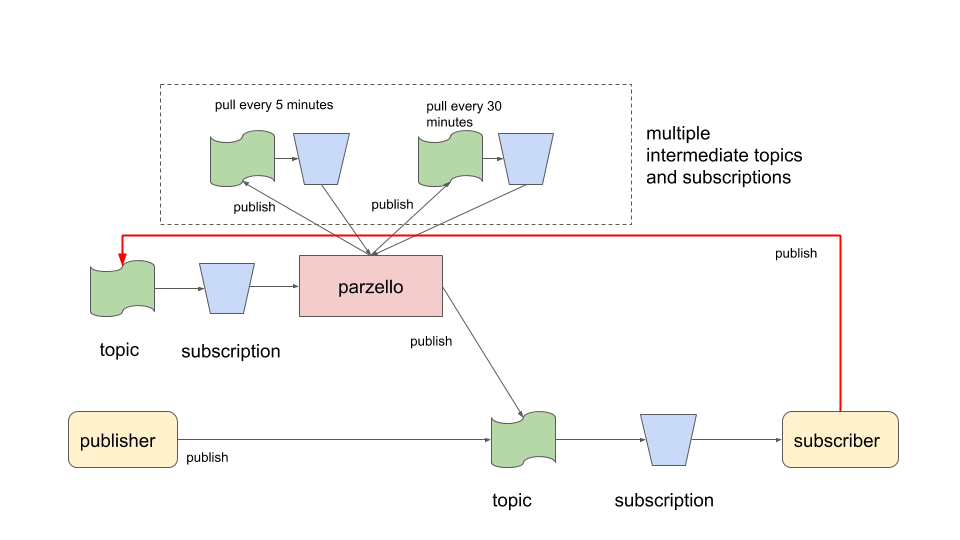 pull every 5 minutes
pull every 30
minutes
multiple
intermediate topics
and subscriptions
publish
publish
publish
parzello
topic
subscription
publish
publisher
subscriber
publish
topic
subscription